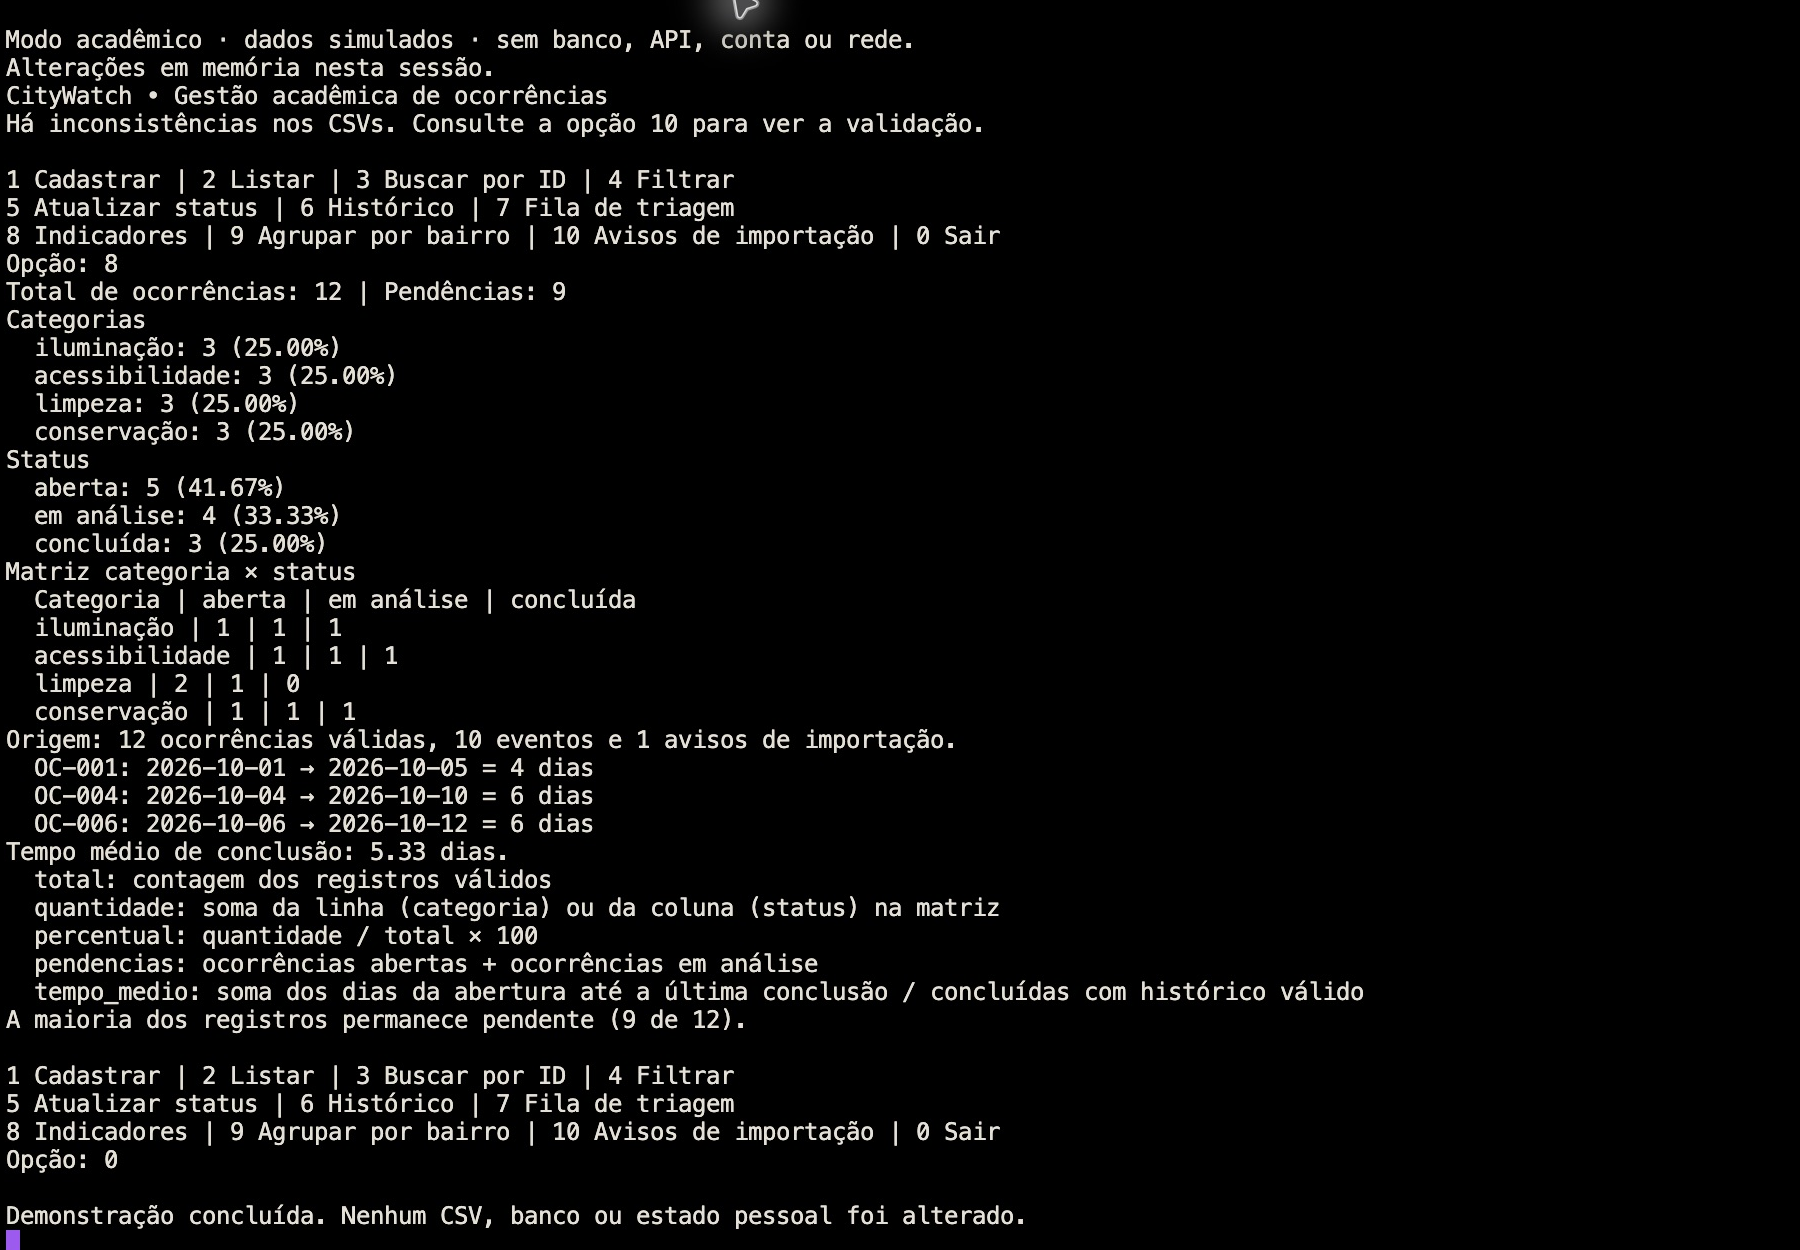 Modo acadêmico · dados simulados · sem banco, API, conta ou rede.
Alterações em memória nesta sessão.
CityWatch • Gestão acadêmica de ocorrências
Há inconsistências nos CSVs. Consulte a opção 10 para ver a validação.
1 Cadastrar | 2 Listar | 3 Buscar por ID | 4 Filtrar
5 Atualizar status | 6 Histórico | 7 Fila de triagem
8 Indicadores | 9 Agrupar por bairro | 10 Avisos de importação | 0 Sair
Opção: 8
Total de ocorrências: 12 | Pendências: 9
Categorias
  iluminação: 3 (25.00%)
  acessibilidade: 3 (25.00%)
  limpeza: 3 (25.00%)
  conservação: 3 (25.00%)
Status
  aberta: 5 (41.67%)
  em análise: 4 (33.33%)
  concluída: 3 (25.00%)
Matriz categoria × status
  Categoria | aberta | em análise | concluída
  iluminação | 1 | 1 | 1
  acessibilidade | 1 | 1 | 1
  limpeza | 2 | 1 | 0
  conservação | 1 | 1 | 1
Origem: 12 ocorrências válidas, 10 eventos e 1 avisos de importação.
  OC-001: 2026-10-01 → 2026-10-05 = 4 dias
  OC-004: 2026-10-04 → 2026-10-10 = 6 dias
  OC-006: 2026-10-06 → 2026-10-12 = 6 dias
Tempo médio de conclusão: 5.33 dias.
  total: contagem dos registros válidos
  quantidade: soma da linha (categoria) ou da coluna (status) na matriz
  percentual: quantidade / total × 100
  pendencias: ocorrências abertas + ocorrências em análise
  tempo_medio: soma dos dias da abertura até a última conclusão / concluídas com histórico válido
A maioria dos registros permanece pendente (9 de 12).
1 Cadastrar | 2 Listar | 3 Buscar por ID | 4 Filtrar
5 Atualizar status | 6 Histórico | 7 Fila de triagem
8 Indicadores | 9 Agrupar por bairro | 10 Avisos de importação | 0 Sair
Opção: 0
Demonstração concluída. Nenhum CSV, banco ou estado pessoal foi alterado.